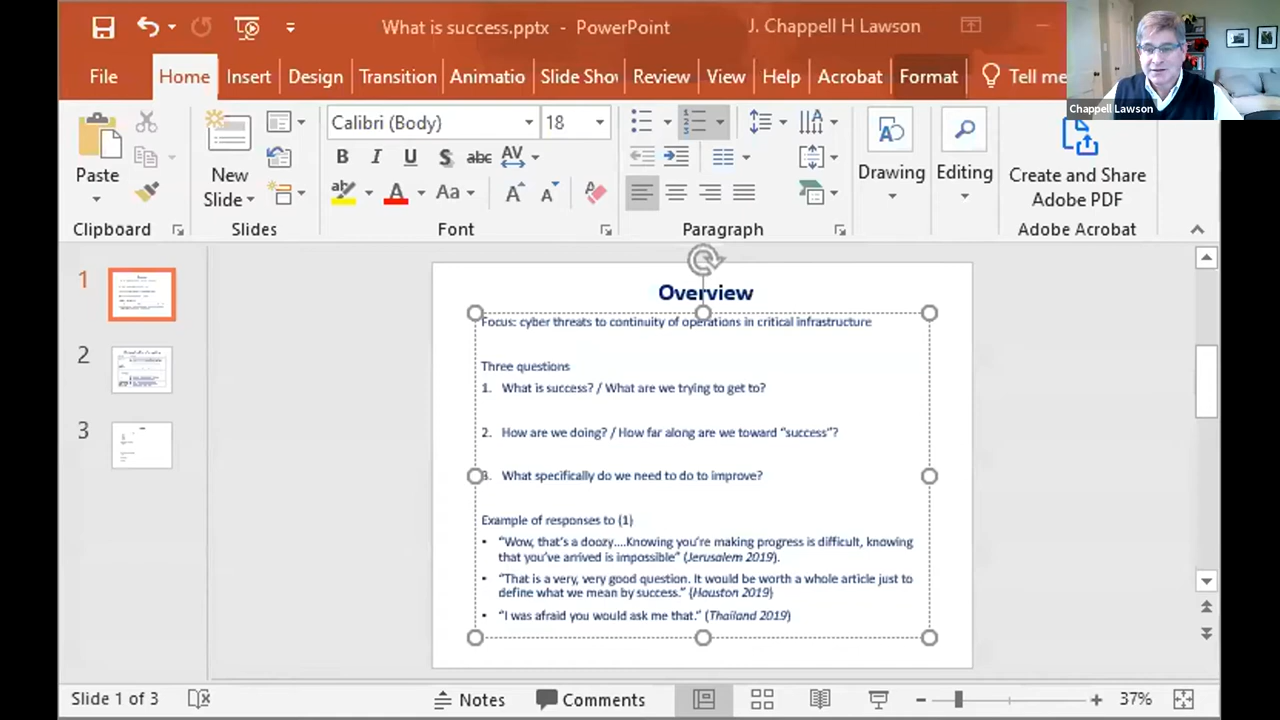 What is success.pptx - PowerPoint
J. Chappell H Lawson
File Home Insert Design Transition Animatio Slide Shov Review View Help Acrobat Format Tell me
Chappell Lawson
Calibri (Body) 18
Paste
New
Slide
Drawing
Editing
Create and Share
Adobe PDF
Clipboard
Slides
Font
Paragraph
Adobe Acrobat
1
2
3
Overview
Focus: cyber threats to continuity of operations in critical infrastructure
Three questions
1. What is success? / What are we trying to get to?
2. How are we doing? / How far along are we toward “success”?
3. What specifically do we need to do to improve?
Example of responses to (1)
• “Wow, that’s a doozy....Knowing you’re making progress is difficult, knowing
that you’ve arrived is impossible” (Jerusalem 2019).
• “That is a very, very good question. It would be worth a whole article just to
define what we mean by success.” (Houston 2019)
• “I was afraid you would ask me that.” (Thailand 2019)
Slide 1 of 3
Notes
Comments
37%